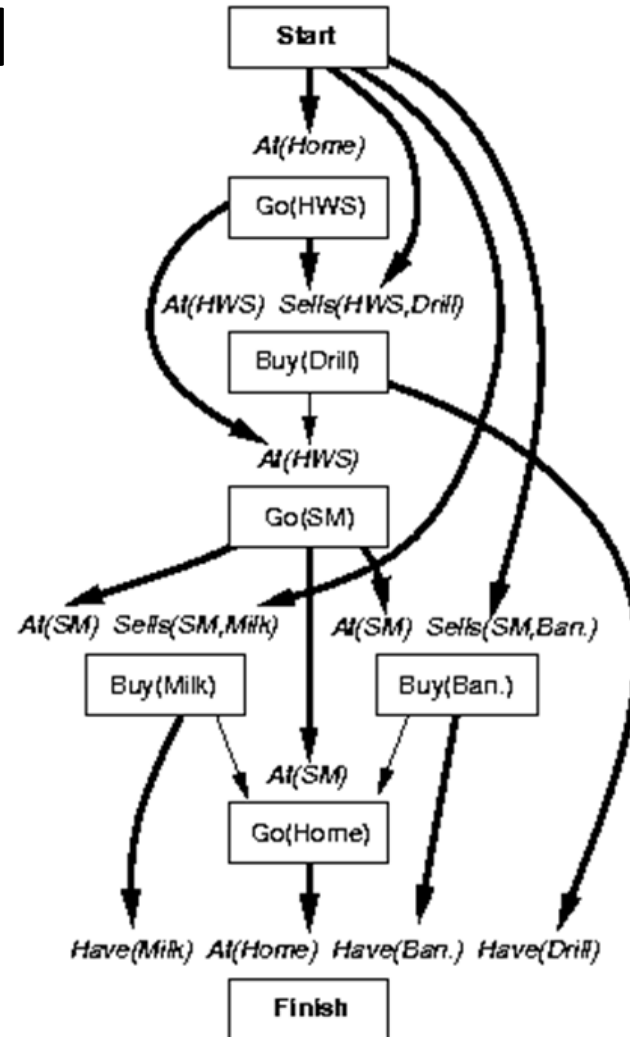 Start
At(Home)
Go(HWS)
At(HWS) Sells(HWS,Drill)
Buy(Drill)
At(HWS)
Go(SM)
At(SM) Sells(SM,Milk) At(SM) Sells(SM,Ban.)
Buy(Milk) Buy(Ban.)
At(SM)
Go(Home)
Have(Milk) At(Home) Have(Ban.) Have(Drill)
Finish